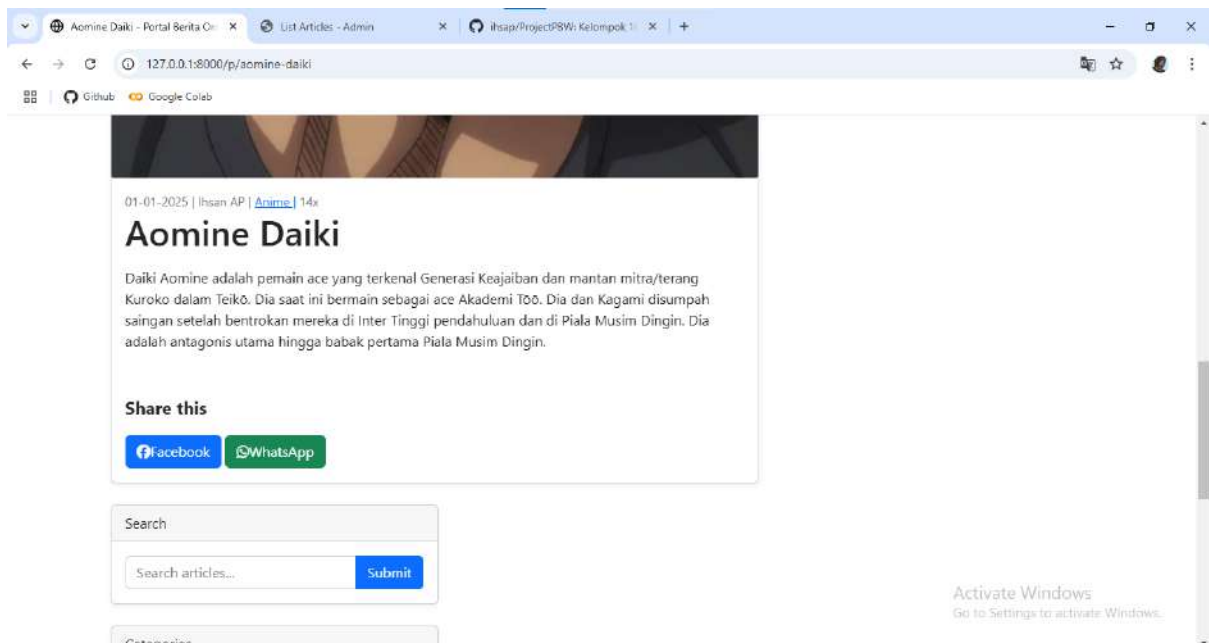 Aomine Daiki - Portal Berita On
List Articles - Admin
ihsap/ProjectPBW: Kelompok 1
127.0.0.1:8000/p/aomine-daiki
Github
Google Colab
01-01-2025 | Ihsan AP | Anime | 14x
Aomine Daiki
Daiki Aomine adalah pemain ace yang terkenal Generasi Keajaiban dan mantan mitra/terang
Kuroko dalam Teikō. Dia saat ini bermain sebagai ace Akademi Tōō. Dia dan Kagami disumpah
saingan setelah bentrokan mereka di Inter Tinggi pendahuluan dan di Piala Musim Dingin. Dia
adalah antagonis utama hingga babak pertama Piala Musim Dingin.
Share this
Facebook
WhatsApp
Search
Search articles...
Submit
Categories
Activate Windows
Go to Settings to activate Windows.